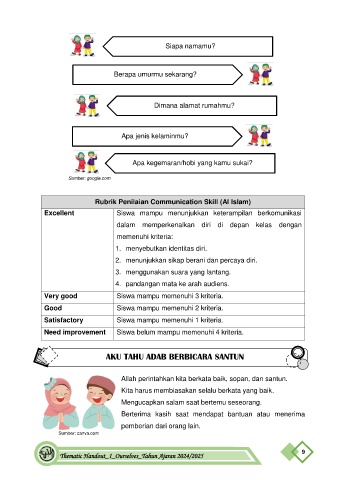 Siapa namamu?
Berapa umurmu sekarang?
Dimana alamat rumahmu?
Apa jenis kelaminmu?
Apa kegemaran/hobi yang kamu sukai?
Sumber: google.com
Rubrik Penilaian Communication Skill (Al Islam)
Excellent
Siswa mampu menunjukkan keterampilan berkomunikasi
dalam memperkenalkan diri di depan kelas dengan
memenuhi kriteria:
1. menyebutkan identitas diri.
2. menunjukkan sikap berani dan percaya diri.
3. menggunakan suara yang lantang.
4. pandangan mata ke arah audiens.
Very good
Siswa mampu memenuhi 3 kriteria.
Good
Siswa mampu memenuhi 2 kriteria.
Satisfactory
Siswa mampu memenuhi 1 kriteria.
Need improvement
Siswa belum mampu memenuhi 4 kriteria.
AKU TAHU ADAB BERBICARA SANTUN
Allah perintahkan kita berkata baik, sopan, dan santun.
Kita harus membiasakan selalu berkata yang baik.
Mengucapkan salam saat bertemu seseorang.
Berterima kasih saat mendapat bantuan atau menerima
pemberian dari orang lain.
Sumber: canva.com
Thematic Handout_1_Ourselves_Tahun Ajaran 2024/2025
9